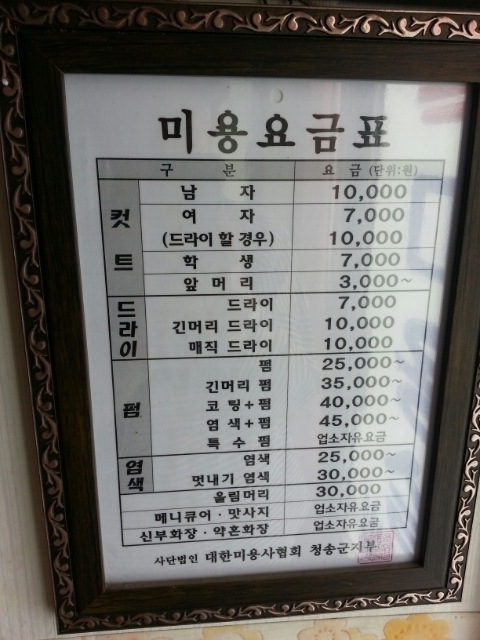 미용요금표
구 분 요 금 (단위:원)
컷트
남 자 10,000
여 자 7,000
(드라이 할 경우) 10,000
학 생 7,000
앞 머 리 3,000~
드라이
드라이 7,000
긴머리 드라이 10,000
매직 드라이 10,000
펌
펌 25,000~
긴머리 펌 35,000~
코 팅+펌 40,000~
염 색+펌 45,000~
특 수 펌 업소자유요금
염색
염색 25,000~
멋내기 염색 30,000~
올림머리 30,000
메니큐어·맛사지 업소자유요금
신부화장·약혼화장 업소자유요금
사단법인 대한미용사협회 청송군지부